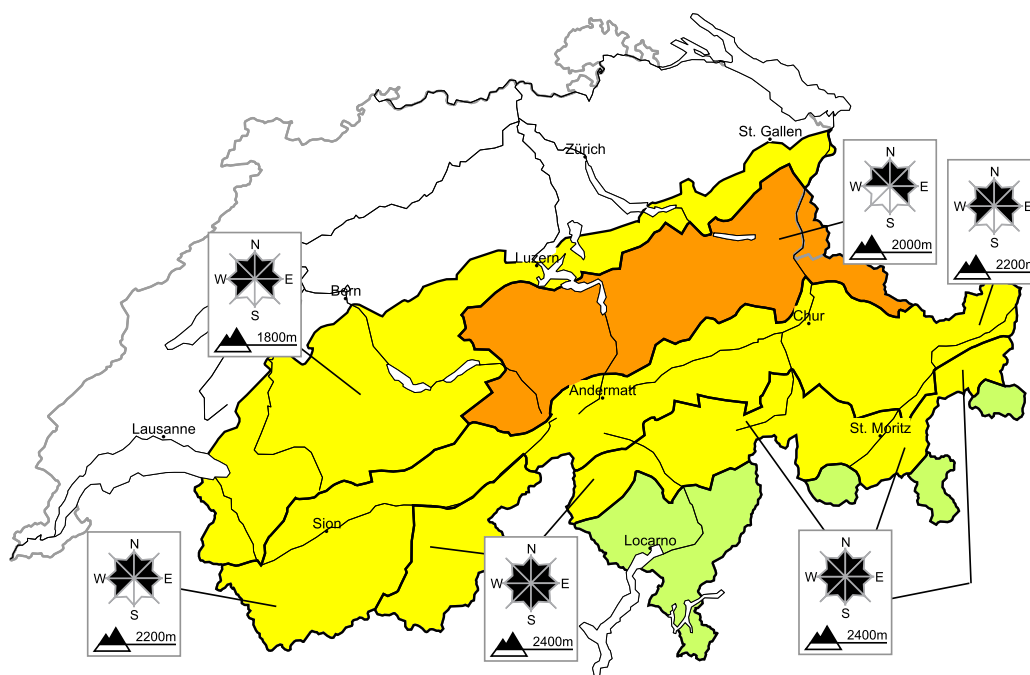 St. Gallen
Zürich
N
W E
S
2000m
N
W E
S
2200m
N
W E
S
1800m
Luzern
Bern
Chur
Andermatt
Lausanne
St. Moritz
Sion
Locarno
N
W E
S
2200m
N
W E
S
2400m
N
W E
S
2400m